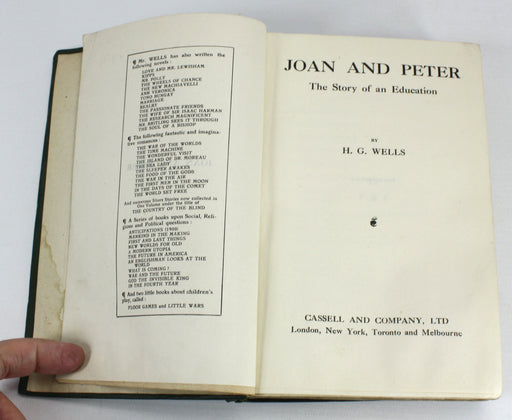 ¶ Mr. WELLS has also written the
following novels:
LOVE AND MR. LEWISHAM
KIPPS
MR. POLLY
THE WHEELS OF CHANCE
THE NEW MACHIAVELLI
ANN VERONICA
TONO BUNGAY
MARRIAGE
BEALBY
THE PASSIONATE FRIENDS
THE WIFE OF SIR ISAAC HARMAN
THE RESEARCH MAGNIFICENT
MR. BRITLING SEES IT THROUGH
THE SOUL OF A BISHOP
¶ The following fantastic and imagina-
tive romances:
THE WAR OF THE WORLDS
THE TIME MACHINE
THE WONDERFUL VISIT
THE ISLAND OF DR. MOREAU
THE SEA LADY
THE SLEEPER AWAKES
THE FOOD OF THE GODS
THE WAR IN THE AIR
THE FIRST MEN IN THE MOON
IN THE DAYS OF THE COMET
THE WORLD SET FREE
And numerous Short Stories now collected in
One Volume under the title of
THE COUNTRY OF THE BLIND
¶ A Series of books upon Social, Reli-
gious and Political questions:
ANTICIPATIONS (1900)
MANKIND IN THE MAKING
FIRST AND LAST THINGS
NEW WORLDS FOR OLD
A MODERN UTOPIA
THE FUTURE IN AMERICA
AN ENGLISHMAN LOOKS AT THE
WORLD
WHAT IS COMING?
WAR AND THE FUTURE
GOD THE INVISIBLE KING
IN THE FOURTH YEAR
¶ And two little books about children's
play, called:
FLOOR GAMES and LITTLE WARS
JOAN AND PETER
The Story of an Education
BY
H. G. WELLS
CASSELL AND COMPANY, LTD
London, New York, Toronto and Melbourne